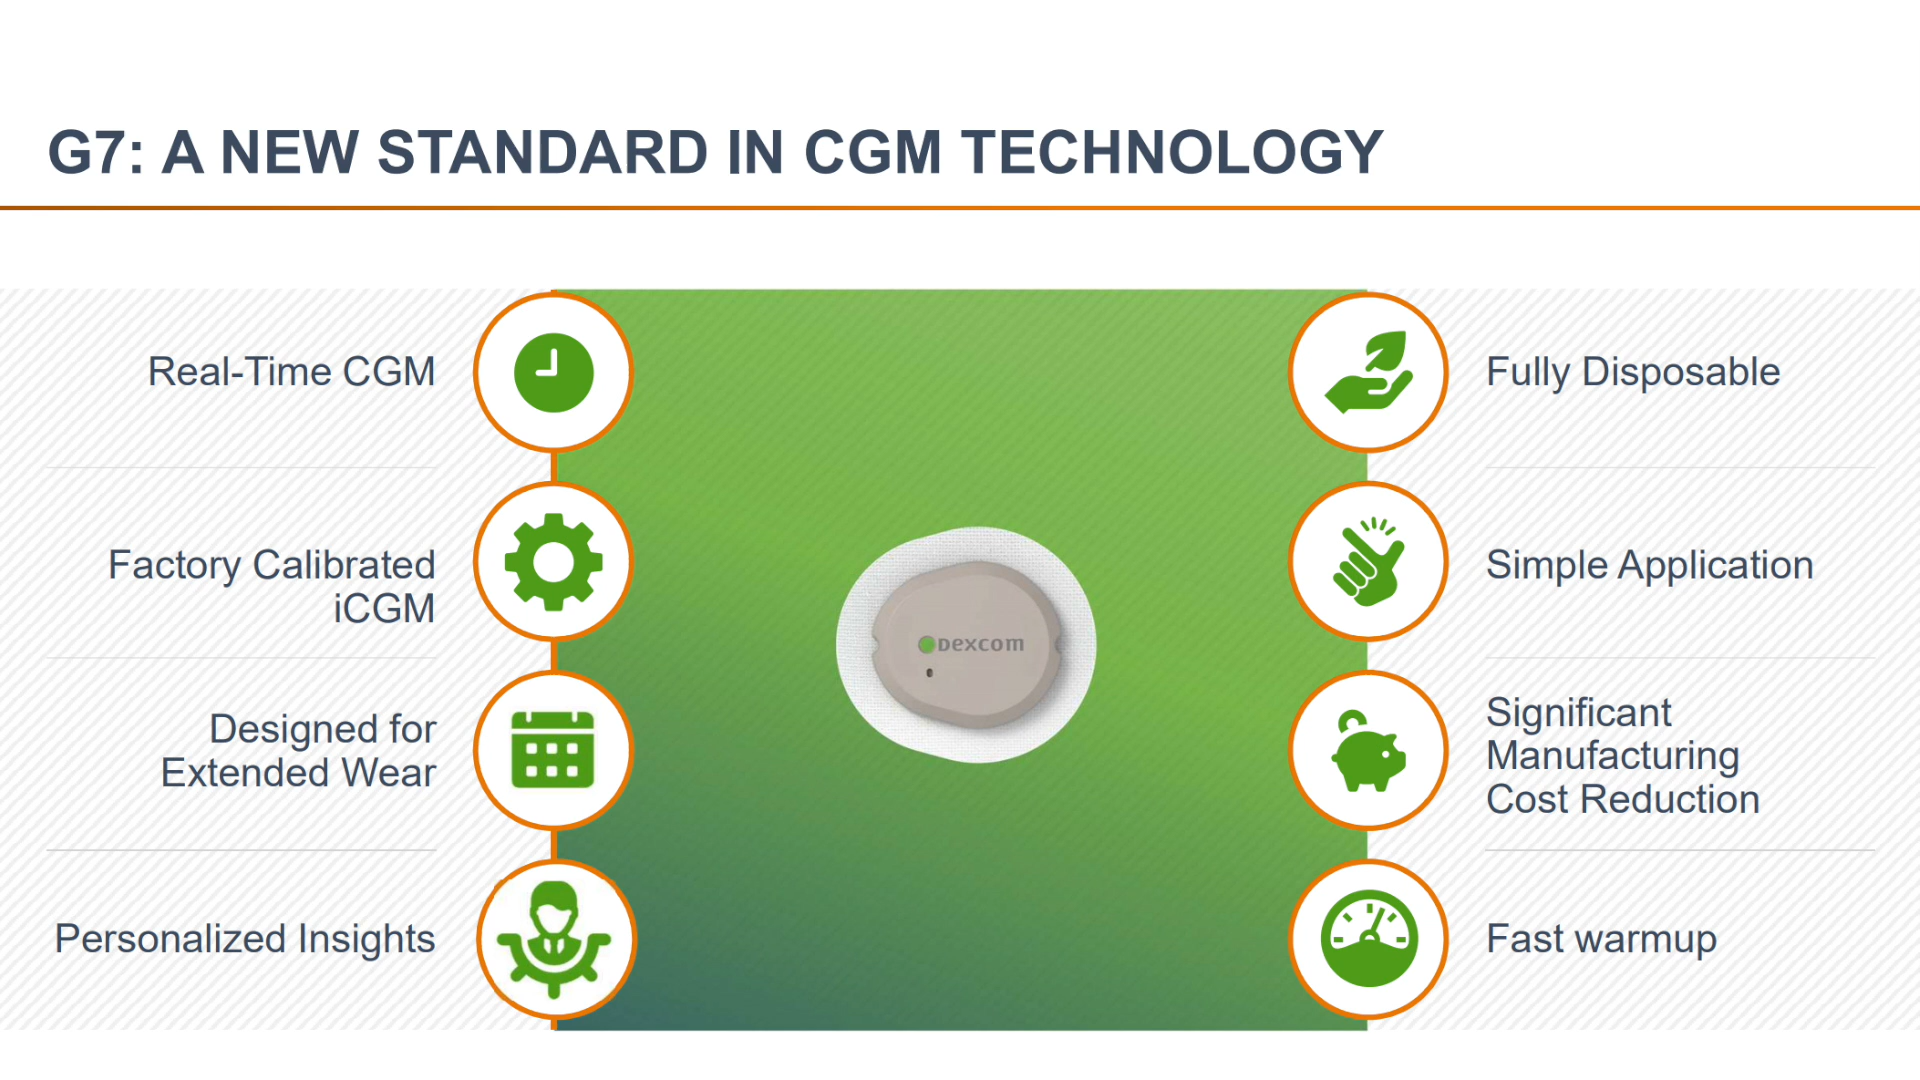 G7: A NEW STANDARD IN CGM TECHNOLOGY
Real-Time CGM
Factory Calibrated
iCGM
Designed for
Extended Wear
Personalized Insights
Dexcom
Fully Disposable
Simple Application
Significant
Manufacturing
Cost Reduction
Fast warmup